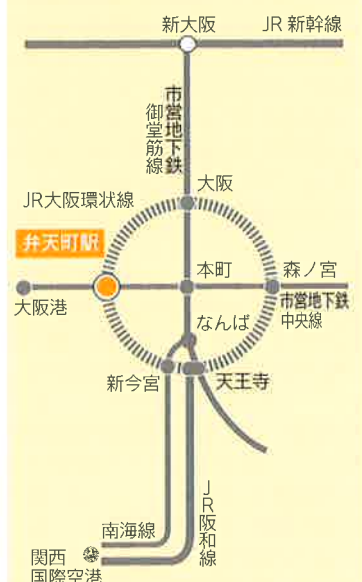 新大阪
JR 新幹線
市営地下鉄
御堂筋線
大阪
JR大阪環状線
弁天町駅
本町
森ノ宮
大阪港
市営地下鉄
中央線
なんば
新今宮
天王寺
JR阪和線
南海線
関西
国際空港